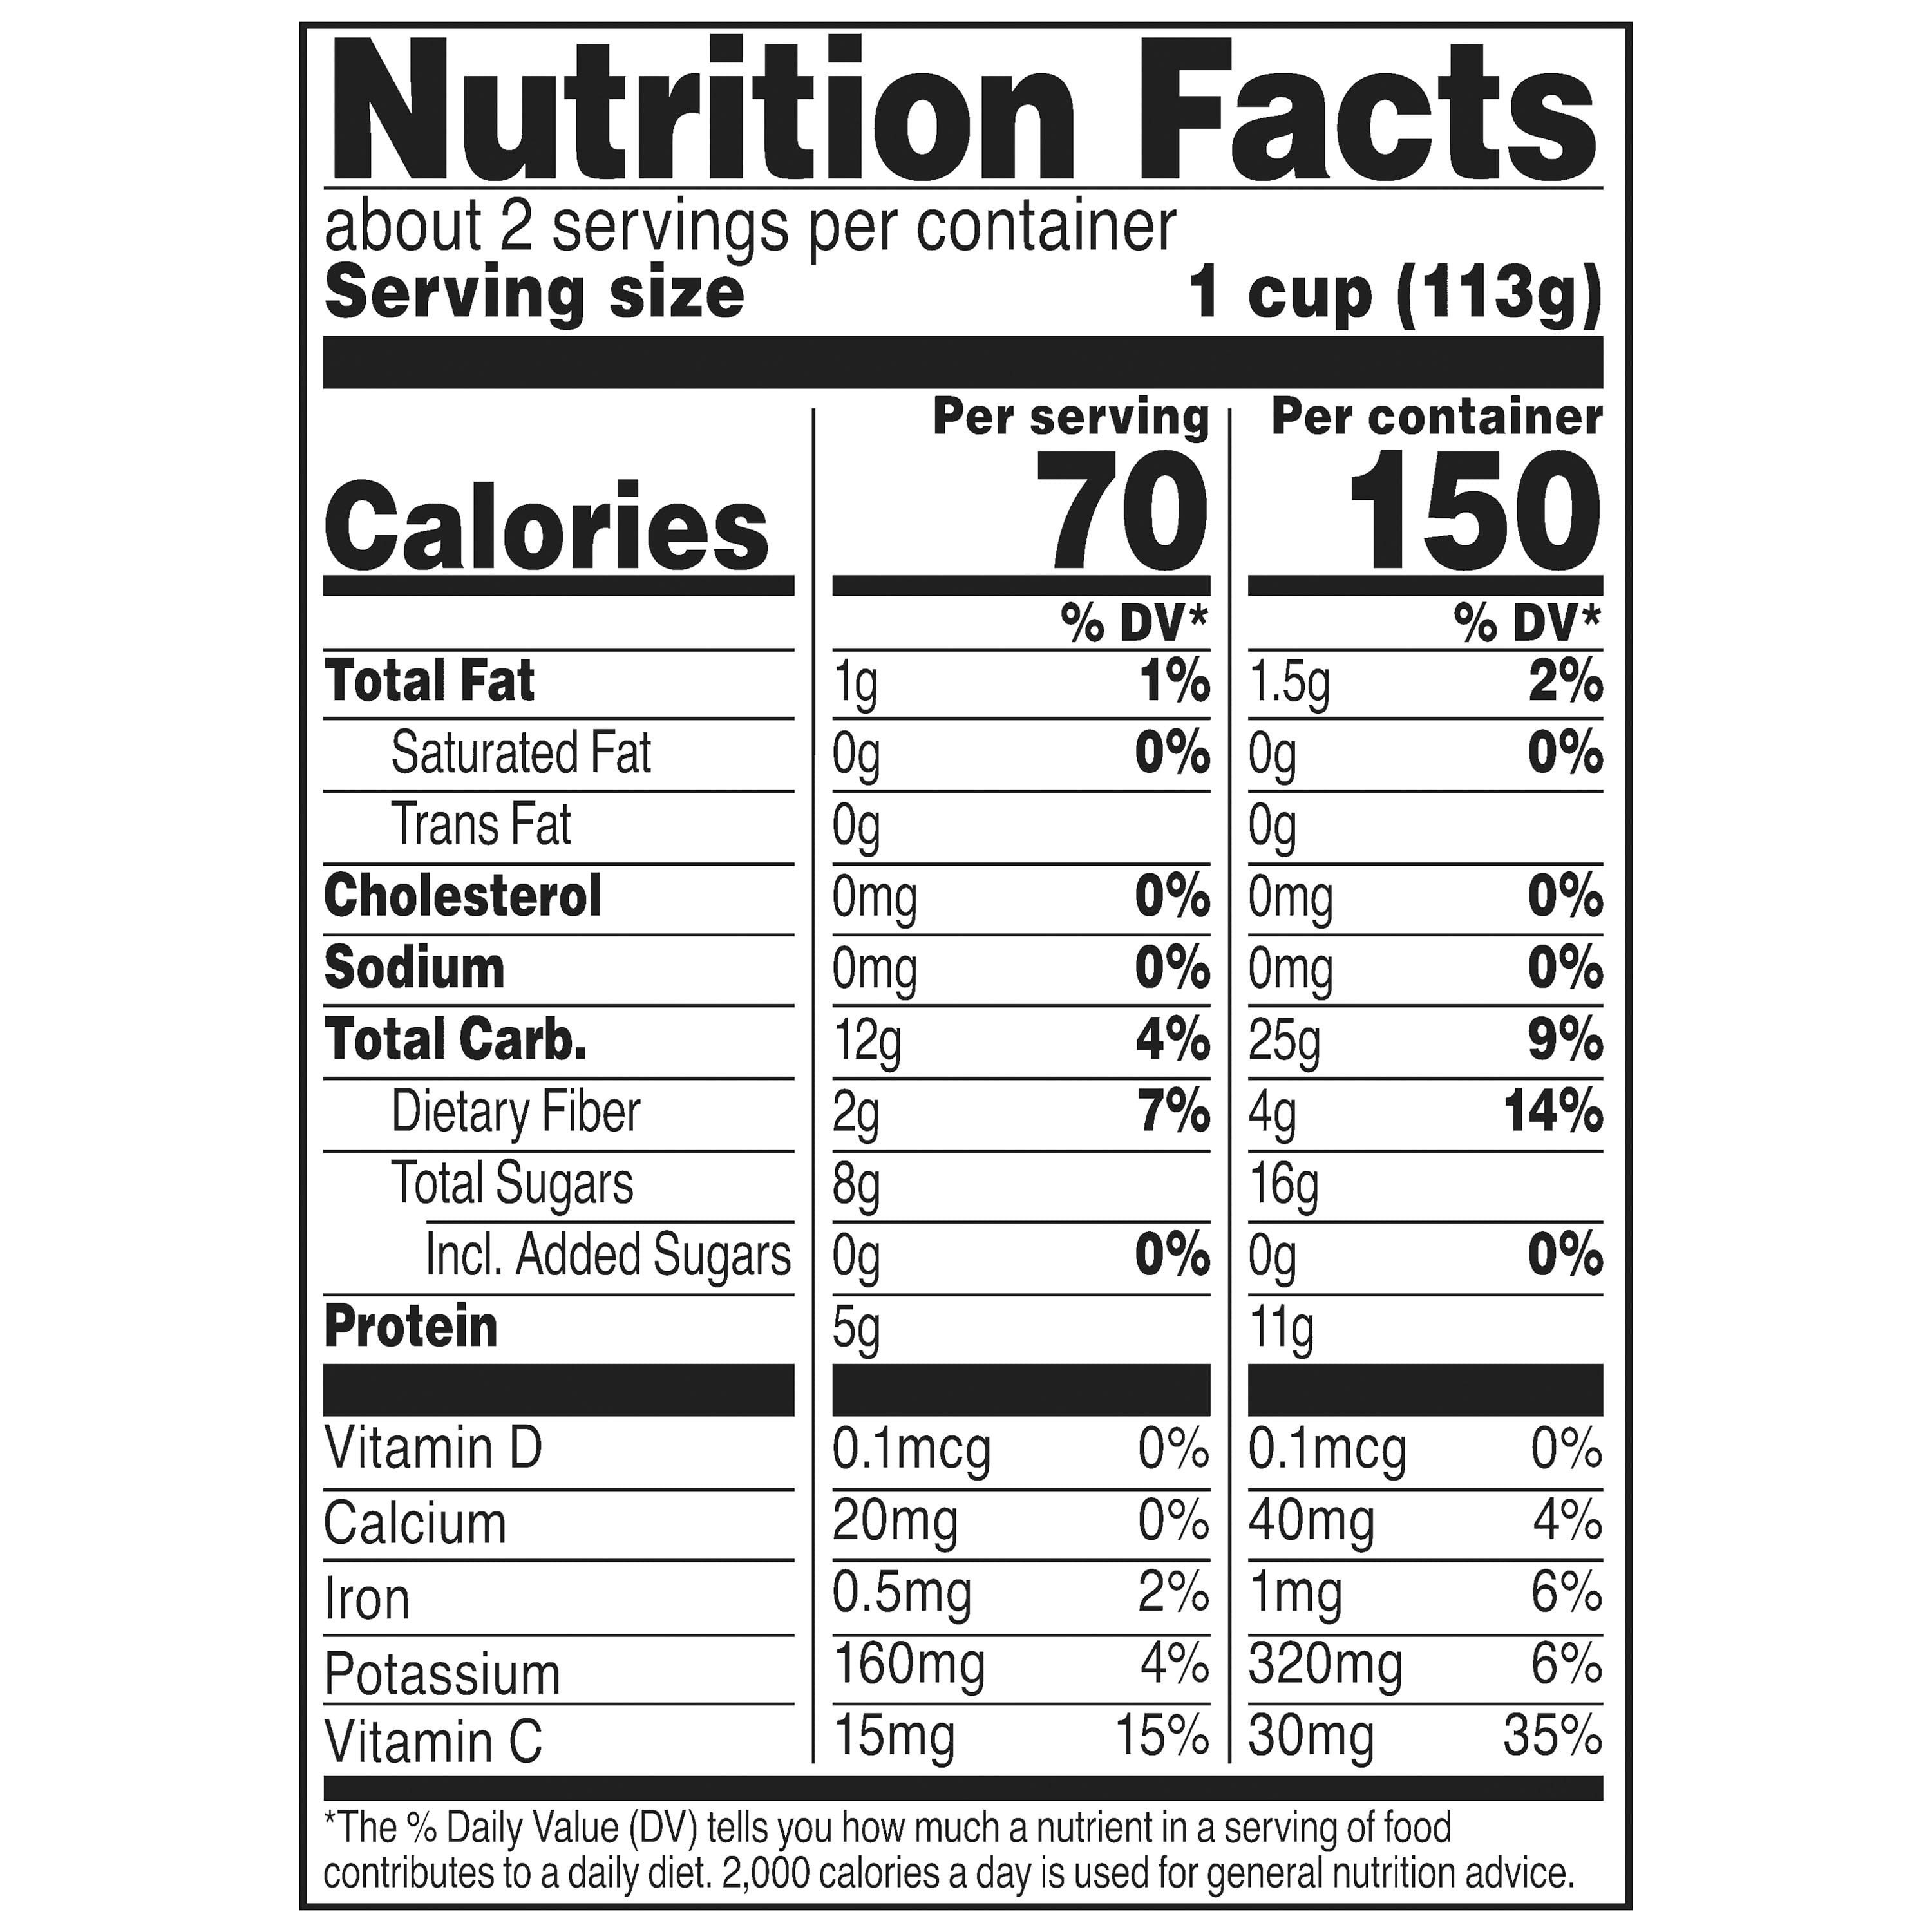 Nutrition Facts
about 2 servings per container
Serving size 1 cup (113g)
Per serving Per container
Calories 70 150
% DV* % DV*
Total Fat 1g 1% 1.5g 2%
Saturated Fat 0g 0% 0g 0%
Trans Fat 0g 0g
Cholesterol 0mg 0% 0mg 0%
Sodium 0mg 0% 0mg 0%
Total Carb. 12g 4% 25g 9%
Dietary Fiber 2g 7% 4g 14%
Total Sugars 8g 16g
Incl. Added Sugars 0g 0% 0g 0%
Protein 5g 11g
Vitamin D 0.1mcg 0% 0.1mcg 0%
Calcium 20mg 0% 40mg 4%
Iron 0.5mg 2% 1mg 6%
Potassium 160mg 4% 320mg 6%
Vitamin C 15mg 15% 30mg 35%
*The % Daily Value (DV) tells you how much a nutrient in a serving of food
contributes to a daily diet. 2,000 calories a day is used for general nutrition advice.